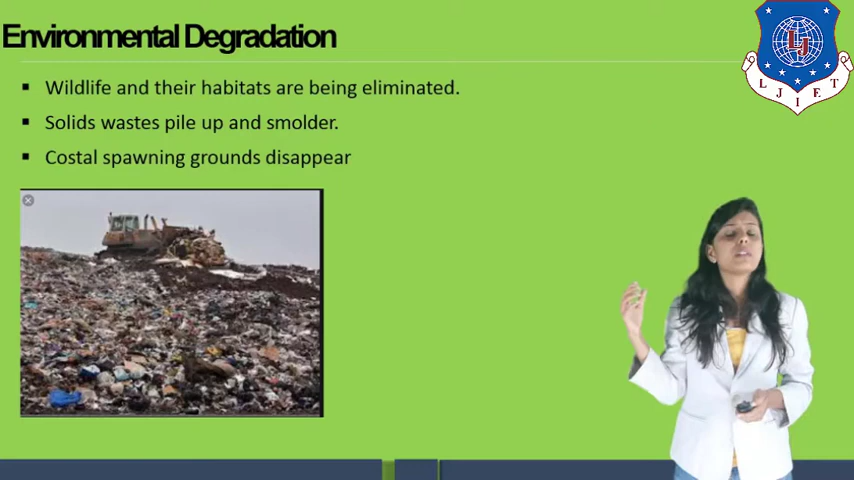 Environmental Degradation
▪ Wildlife and their habitats are being eliminated.
▪ Solids wastes pile up and smolder.
▪ Costal spawning grounds disappear
LJ
L J I E T